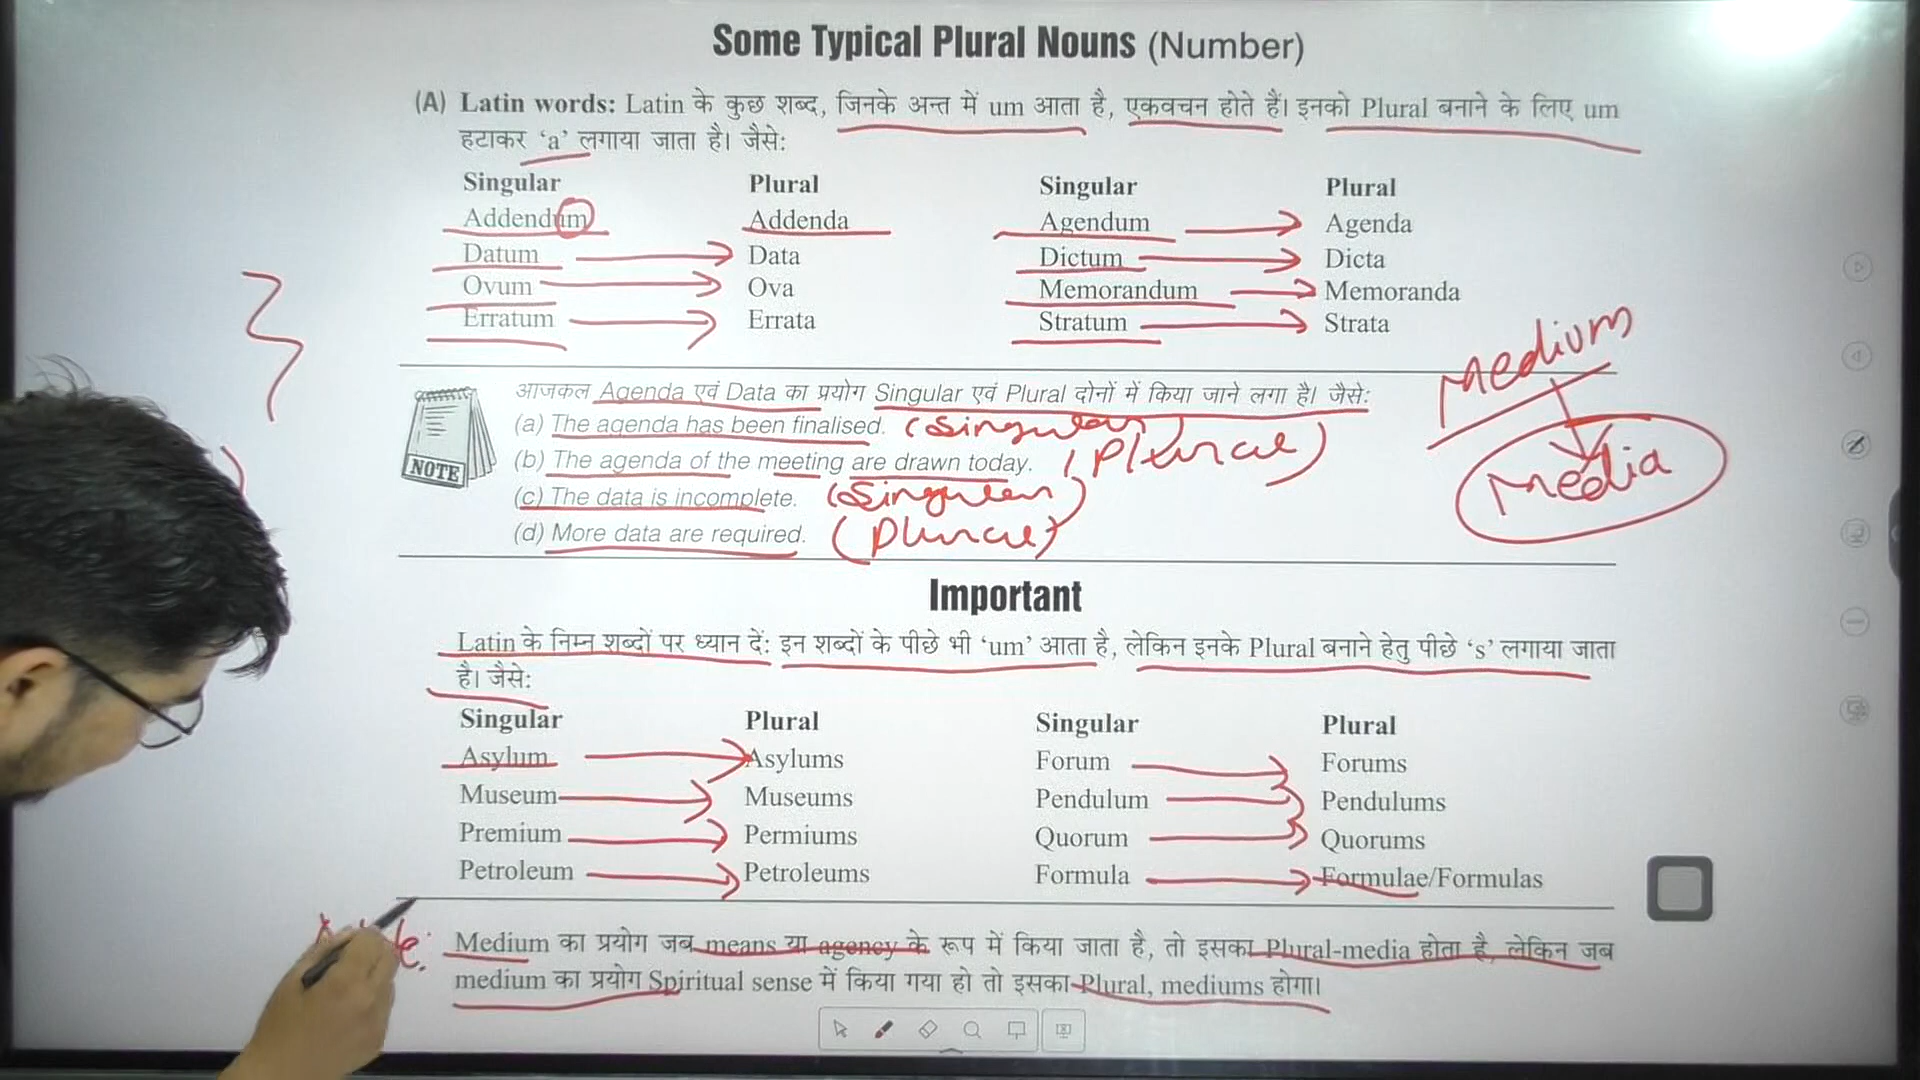 Some Typical Plural Nouns (Number)
(A) Latin words: Latin के कुछ शब्द, जिनके अन्त में um आता है, एकवचन होते हैं। इनको Plural बनाने के लिए um
हटाकर ‘a’ लगाया जाता है। जैसे:
Singular Plural Singular Plural
Addendum Addenda Agendum Agenda
Datum Data Dictum Dicta
Ovum Ova Memorandum Memoranda
Erratum Errata Stratum Strata
Medium
Media
आजकल Agenda एवं Data का प्रयोग Singular एवं Plural दोनों में किया जाने लगा है। जैसे:
(a) The agenda has been finalised. (Singular)
(b) The agenda of the meeting are drawn today. (Plural)
NOTE
(c) The data is incomplete. (Singular)
(d) More data are required. (Plural)
Important
Latin के निम्न शब्दों पर ध्यान दें: इन शब्दों के पीछे भी ‘um’ आता है, लेकिन इनके Plural बनाने हेतु पीछे ‘s’ लगाया जाता
है। जैसे:
Singular Plural Singular Plural
Asylum Asylums Forum Forums
Museum Museums Pendulum Pendulums
Premium Permiums Quorum Quorums
Petroleum Petroleums Formula Formulae/Formulas
Medium का प्रयोग जब means या agency के रूप में किया जाता है, तो इसका Plural-media होता है, लेकिन जब
medium का प्रयोग Spiritual sense में किया गया हो तो इसका Plural, mediums होगा।